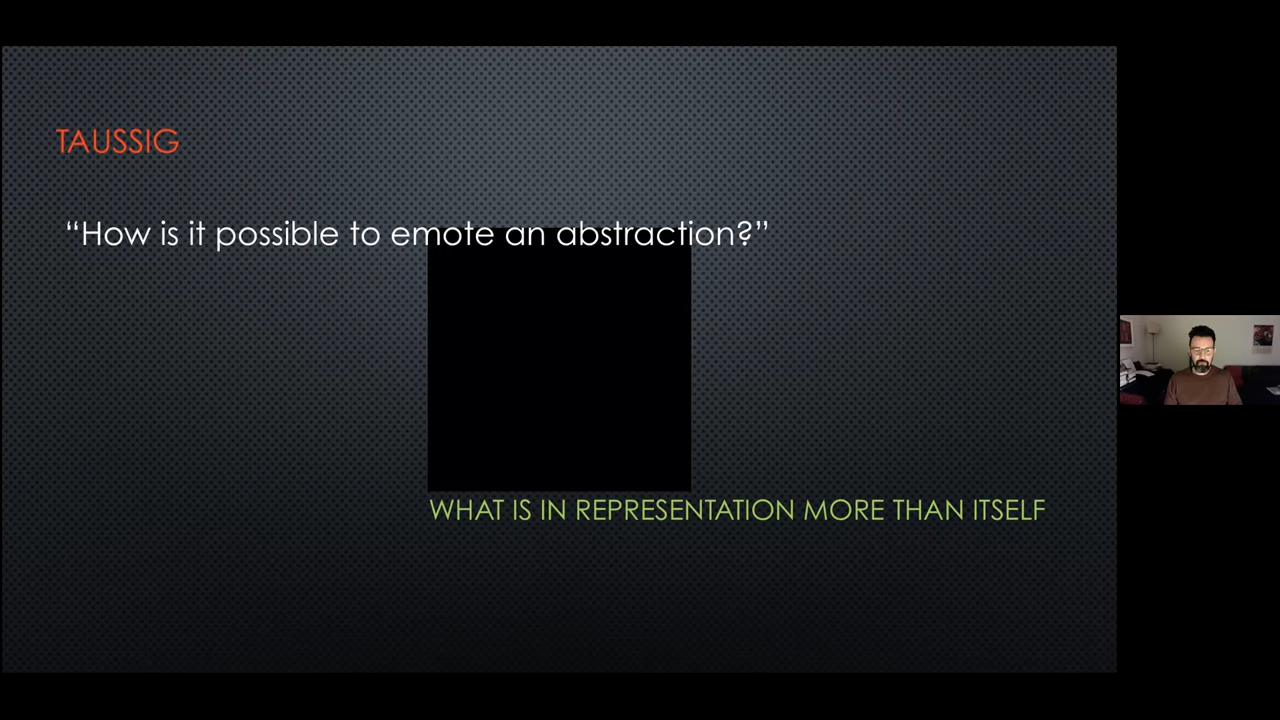 TAUSSIG
“How is it possible to emote an abstraction?”
WHAT IS IN REPRESENTATION MORE THAN ITSELF